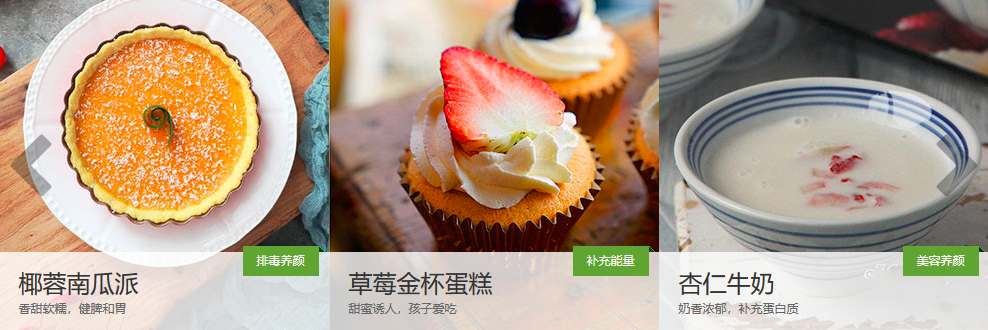 排毒养颜
椰蓉南瓜派
香甜软糯，健脾和胃
补充能量
草莓金杯蛋糕
甜蜜诱人，孩子爱吃
美容养颜
杏仁牛奶
奶香浓郁，补充蛋白质